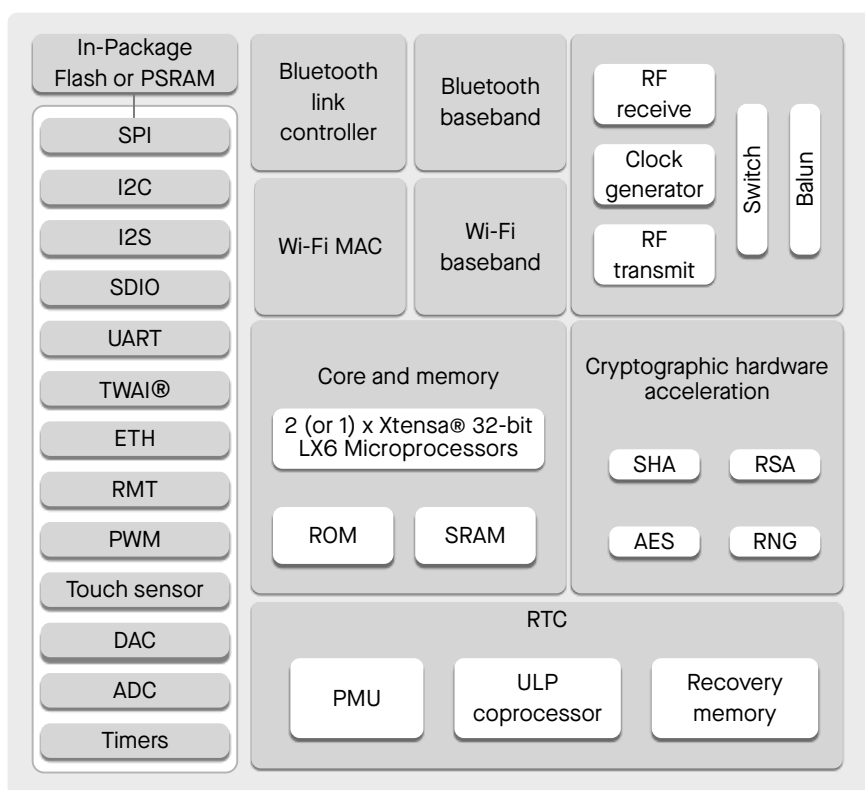 In-Package
Flash or PSRAM
SPI
I2C
I2S
SDIO
UART
TWAI®
ETH
RMT
PWM
Touch sensor
DAC
ADC
Timers
Bluetooth
link
controller
Bluetooth
baseband
Wi-Fi MAC
Wi-Fi
baseband
RF
receive
Clock
generator
RF
transmit
Switch
Balun
Core and memory
2 (or 1) x Xtensa® 32-bit
LX6 Microprocessors
ROM
SRAM
Cryptographic hardware
acceleration
SHA
RSA
AES
RNG
RTC
PMU
ULP
coprocessor
Recovery
memory